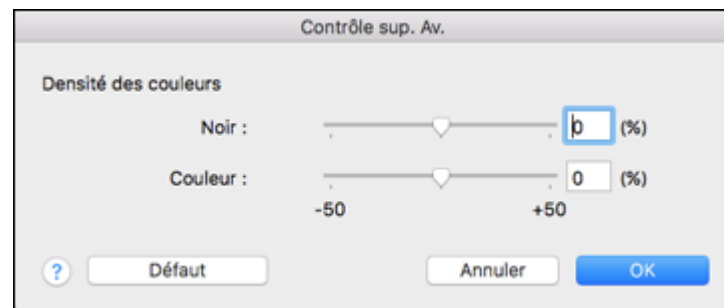 Contrôle sup. Av.
Densité des couleurs
Noir : 0 (%)
Couleur : 0 (%)
-50 +50
? Défaut Annuler OK